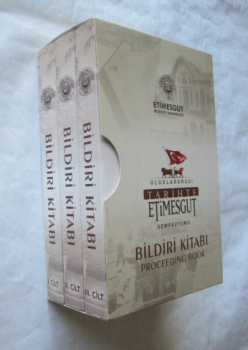 ETİMESGUT
BELEDİYE BAŞKANLIĞI
ULUSLARARASI
TARİHTE
ETİMESGUT
SEMPOZYUMU
BİLDİRİ KİTABI
PROCEEDING BOOK
BİLDİRİ KİTABI
CİLT
BİLDİRİ KİTABI
II. CİLT
BİLDİRİ KİTABI
III. CİLT